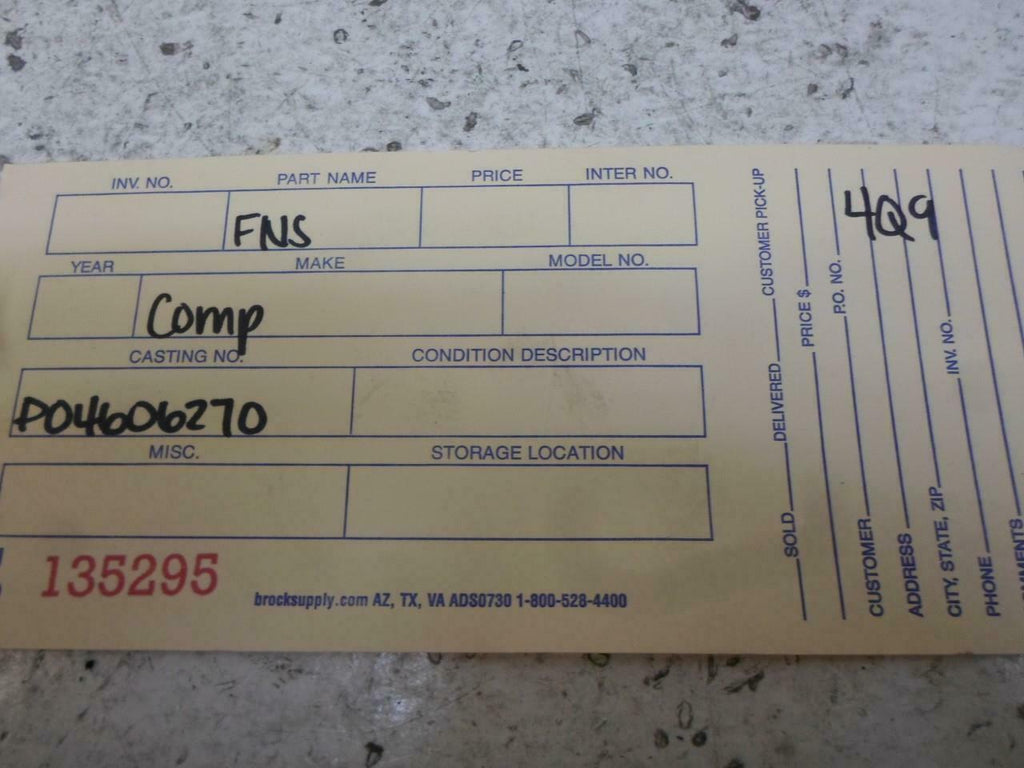 INV. NO. PART NAME PRICE INTER NO.
FNS
YEAR MAKE MODEL NO.
Comp
CASTING NO. CONDITION DESCRIPTION
P04606270
MISC. STORAGE LOCATION
135295
brocksupply.com AZ, TX, VA ADS0730 1-800-528-4400
SOLD DELIVERED CUSTOMER PICK-UP
PRICE $
P.O. NO.
4Q9
CUSTOMER
ADDRESS
CITY, STATE, ZIP INV. NO.
PHONE